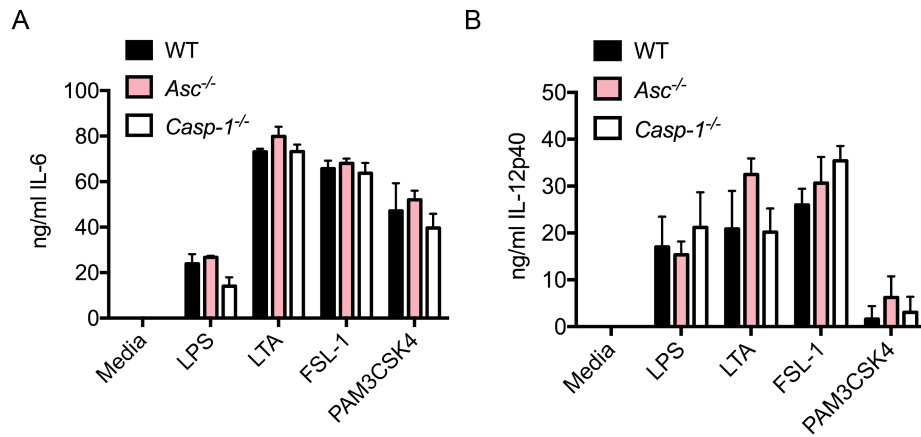 A
WT
Asc-/-
Casp-1-/-
ng/ml IL-6
100
80
60
40
20
0
Media
LPS
LTA
FSL-1
PAM3CSK4
B
WT
Asc-/-
Casp-1-/-
ng/ml IL-12p40
50
40
30
20
10
0
Media
LPS
LTA
FSL-1
PAM3CSK4